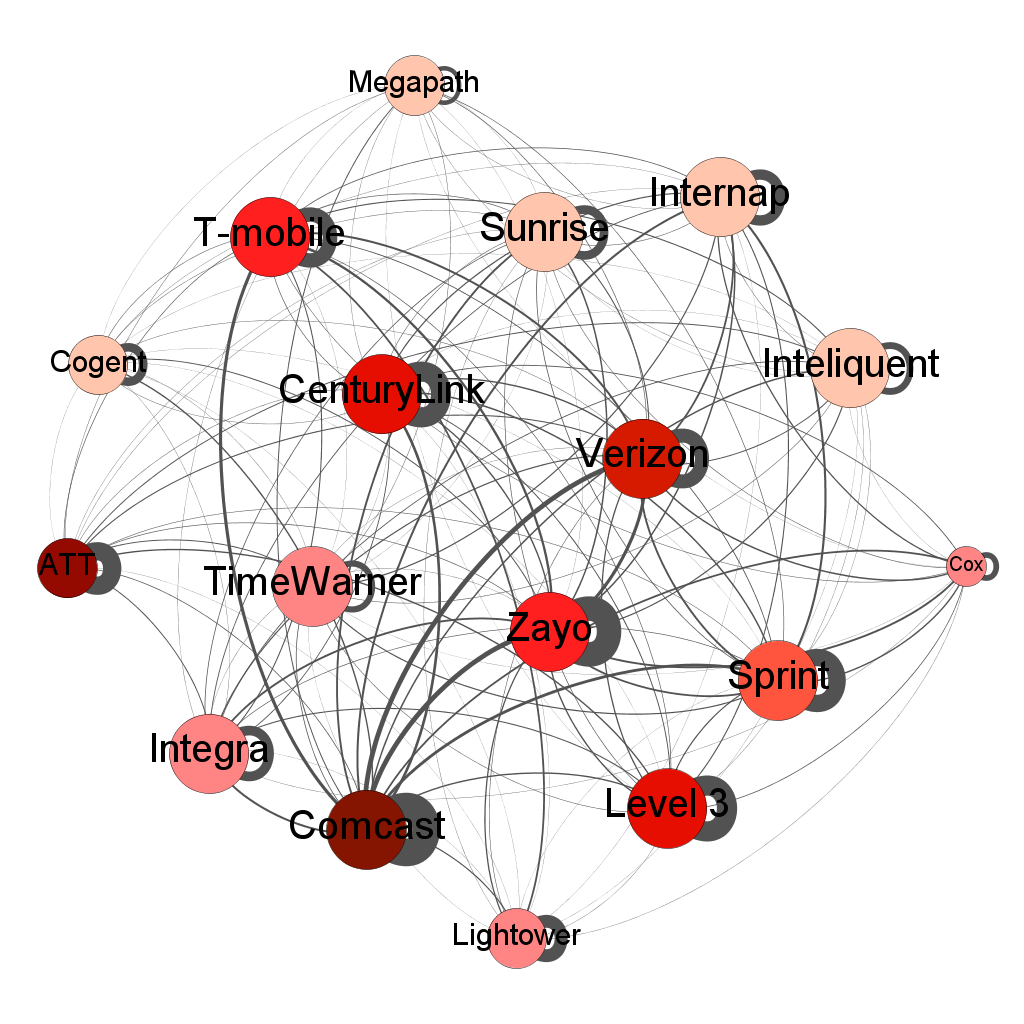 Megapath
Internap
T-mobile
Sunrise
Cogent
Inteliquent
CenturyLink
Verizon
ATT
Cox
TimeWarner
Zayo
Sprint
Integra
Level 3
Comcast
Lightower